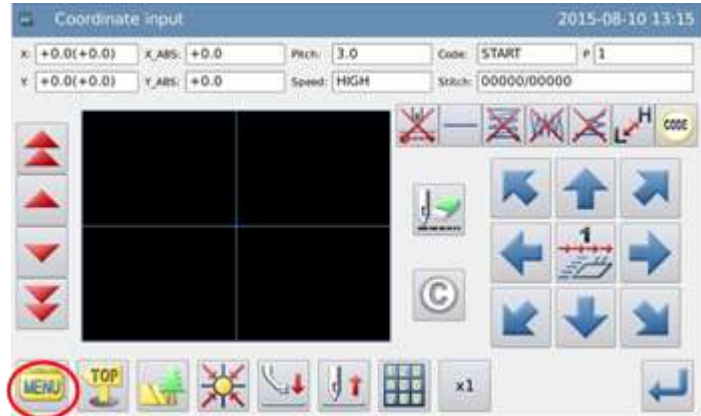 Coordinate input 2015-08-10 13:15
X: +0.0(+0.0) X_ABS: +0.0 Pitch: 3.0 Code: START P 1
Y +0.0(+0.0) Y_ABS: +0.0 Speed: HIGH Stitch: 00000/00000
L H CODE
1
C
MENU TOP x1